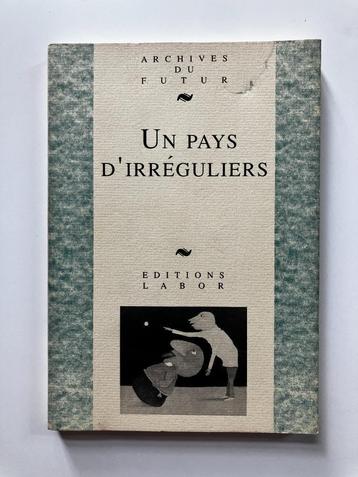 ARCHIVES
DU
FUTUR
UN PAYS
D'IRRÉGULIERS
EDITIONS
LABOR